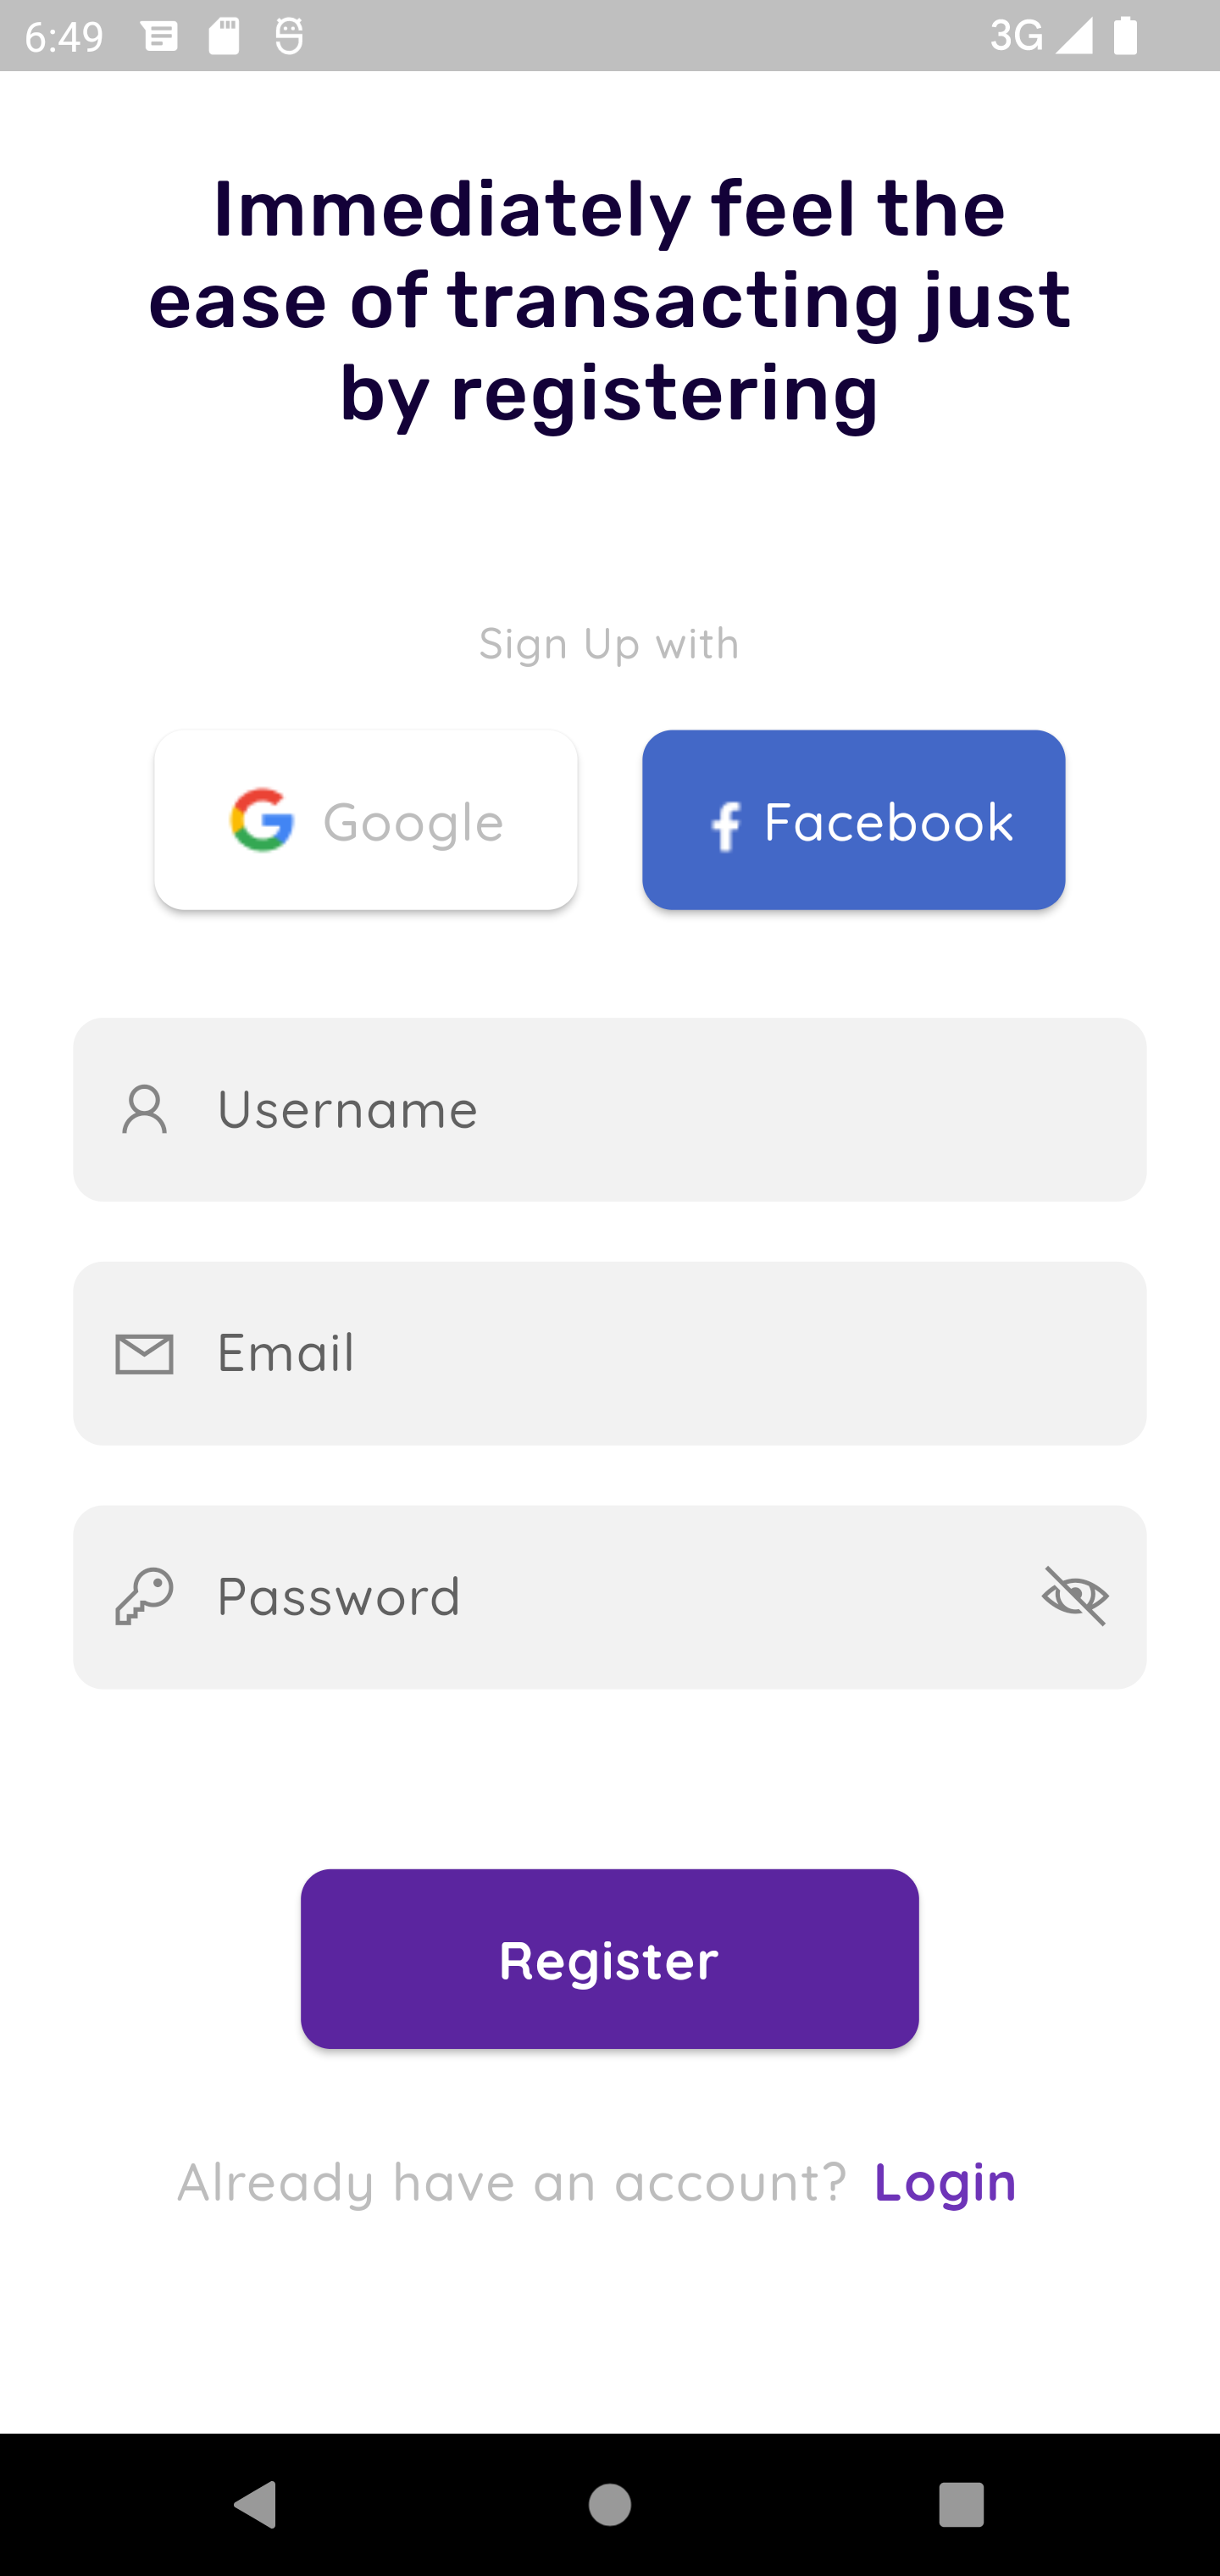 6:49 3G
Immediately feel the
ease of transacting just
by registering
Sign Up with
Google Facebook
Username
Email
Password
Register
Already have an account? Login